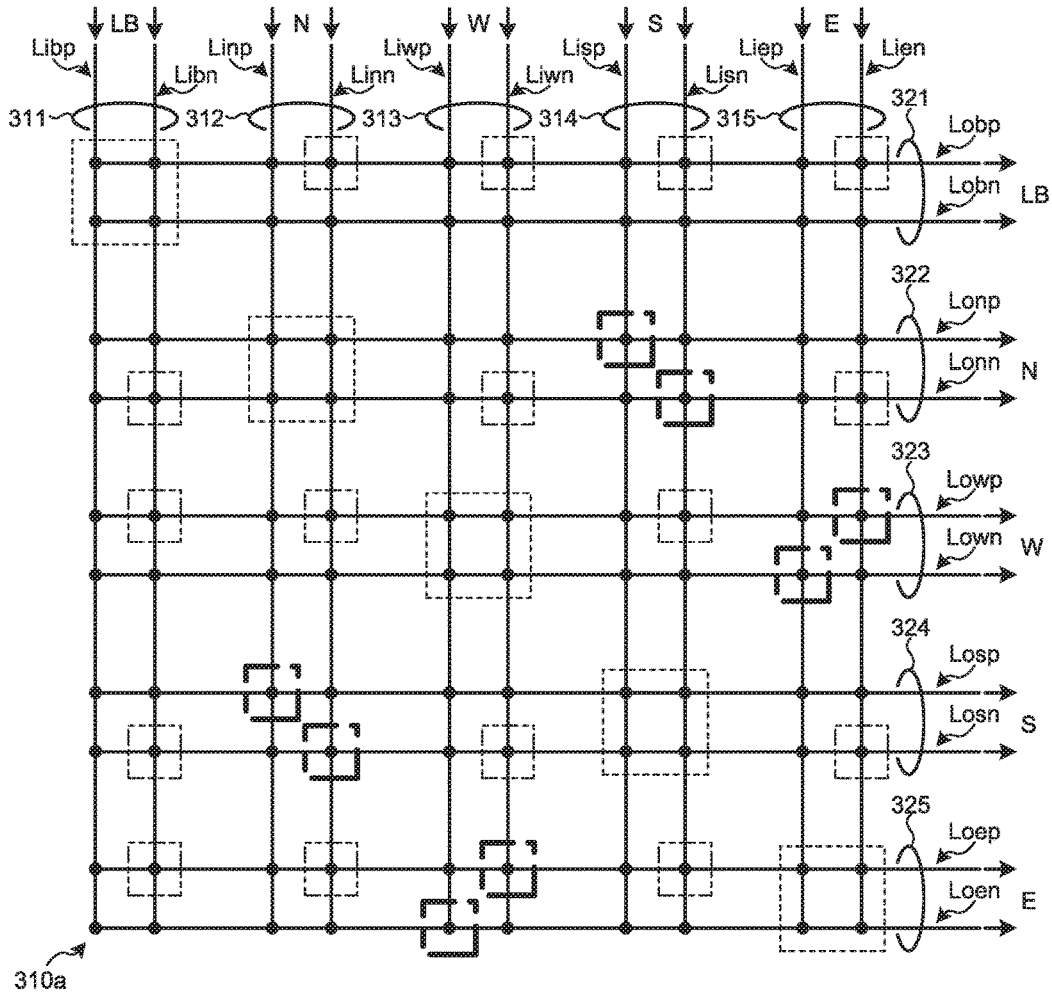 LB N W S E
Libp Linp Liwp Lisp Liep Lien
Libn Linn Liwn Lisn
311 312 313 314 315 321
Lobp
LB
Lobn
322
Lonp
N
Lonn
323
Lowp
W
Lown
324
Losp
S
Losn
325
Loep
E
Loen
310a